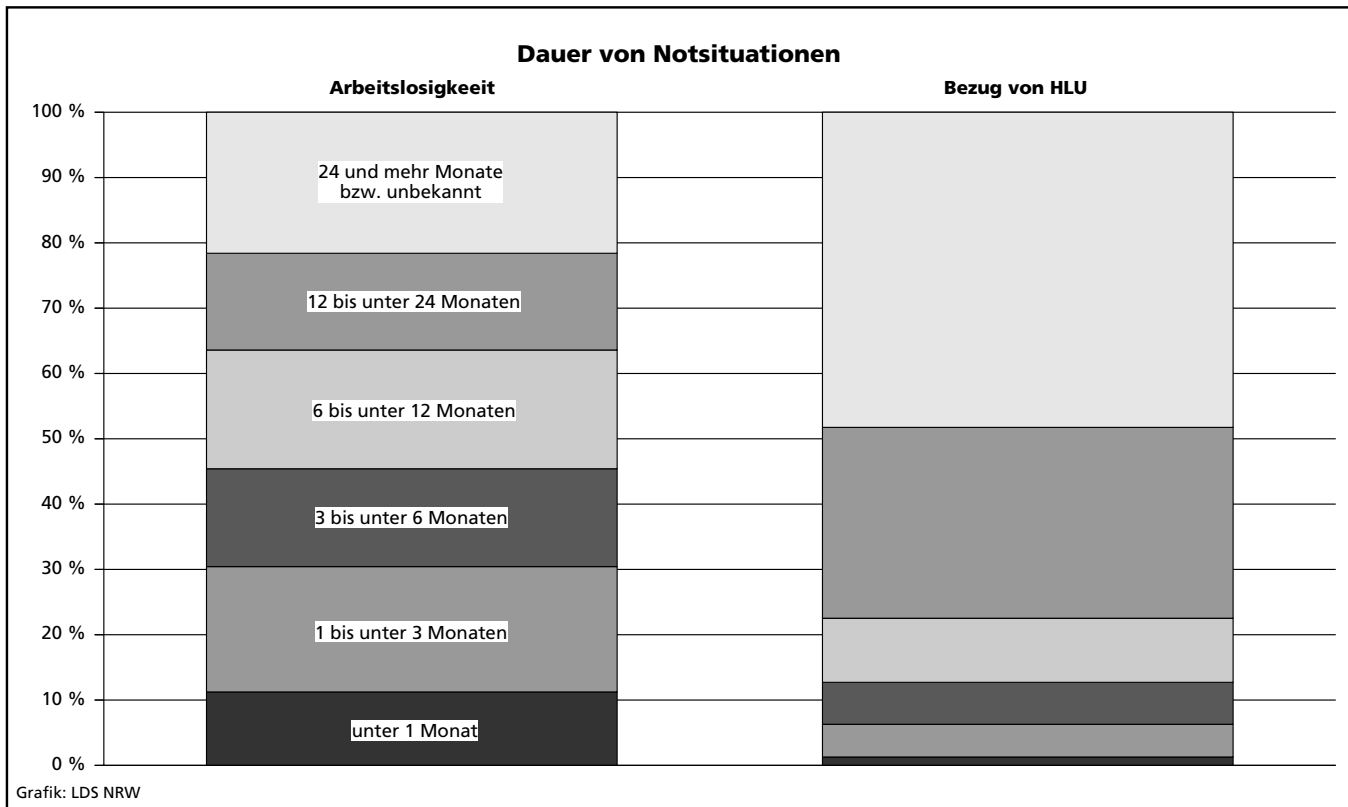 Dauer von Notsituationen
Arbeitslosigkeeit
Bezug von HLU
100 %
90 %
80 %
70 %
60 %
50 %
40 %
30 %
20 %
10 %
0 %
24 und mehr Monate
bzw. unbekannt
12 bis unter 24 Monaten
6 bis unter 12 Monaten
3 bis unter 6 Monaten
1 bis unter 3 Monaten
unter 1 Monat
Grafik: LDS NRW